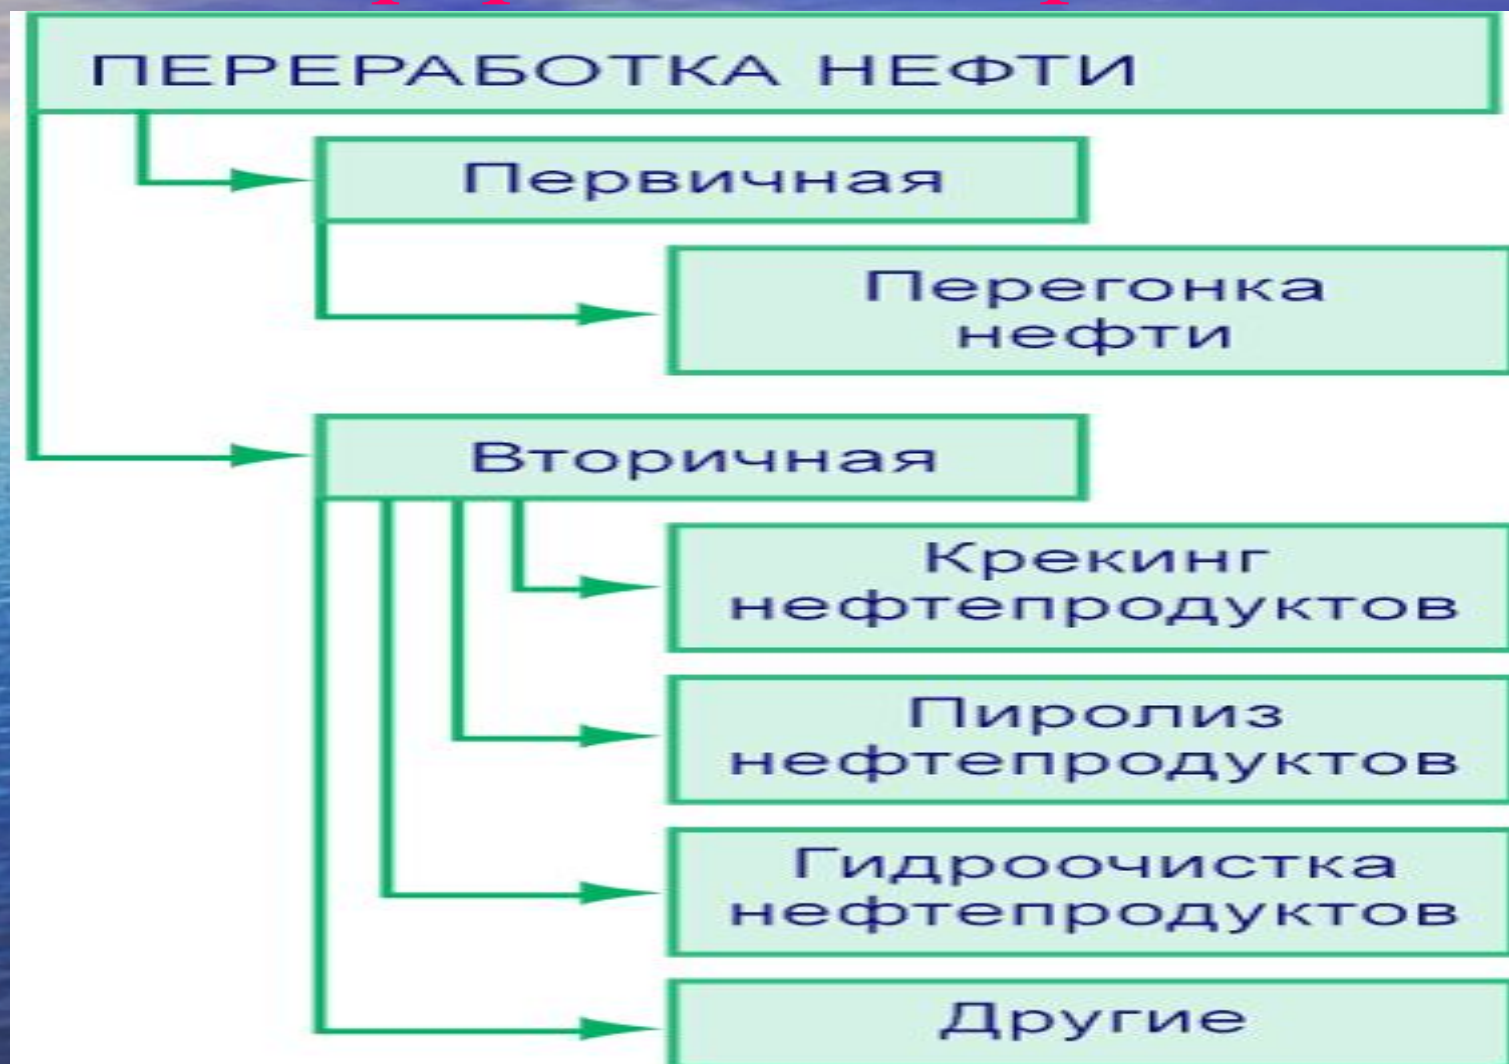 ПЕРЕРАБОТКА НЕФТИ
Первичная
Перегонка
нефти
Вторичная
Крекинг
нефтепродуктов
Пиролиз
нефтепродуктов
Гидроочистка
нефтепродуктов
Другие